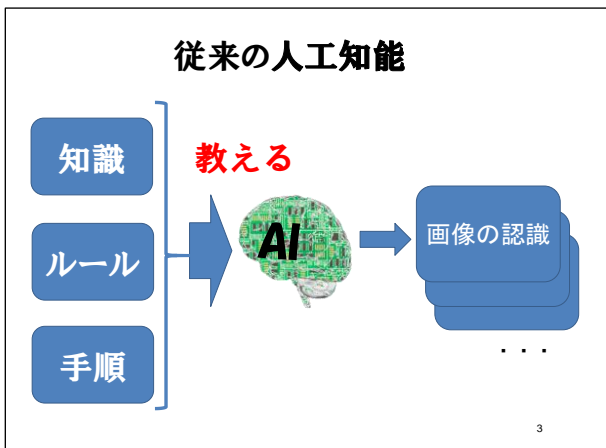 従来の人工知能
知識
教える
ルール
AI
画像の認識
手順
・・・
3